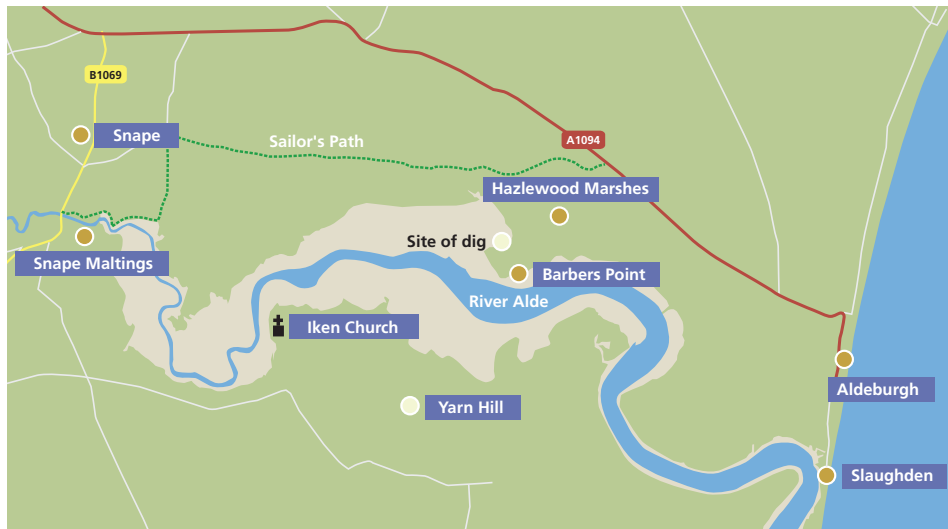 B1069
Snape
Sailor's Path
A1094
Hazlewood Marshes
Site of dig
Snape Maltings
Barbers Point
River Alde
Iken Church
Aldeburgh
Yarn Hill
Slaughden